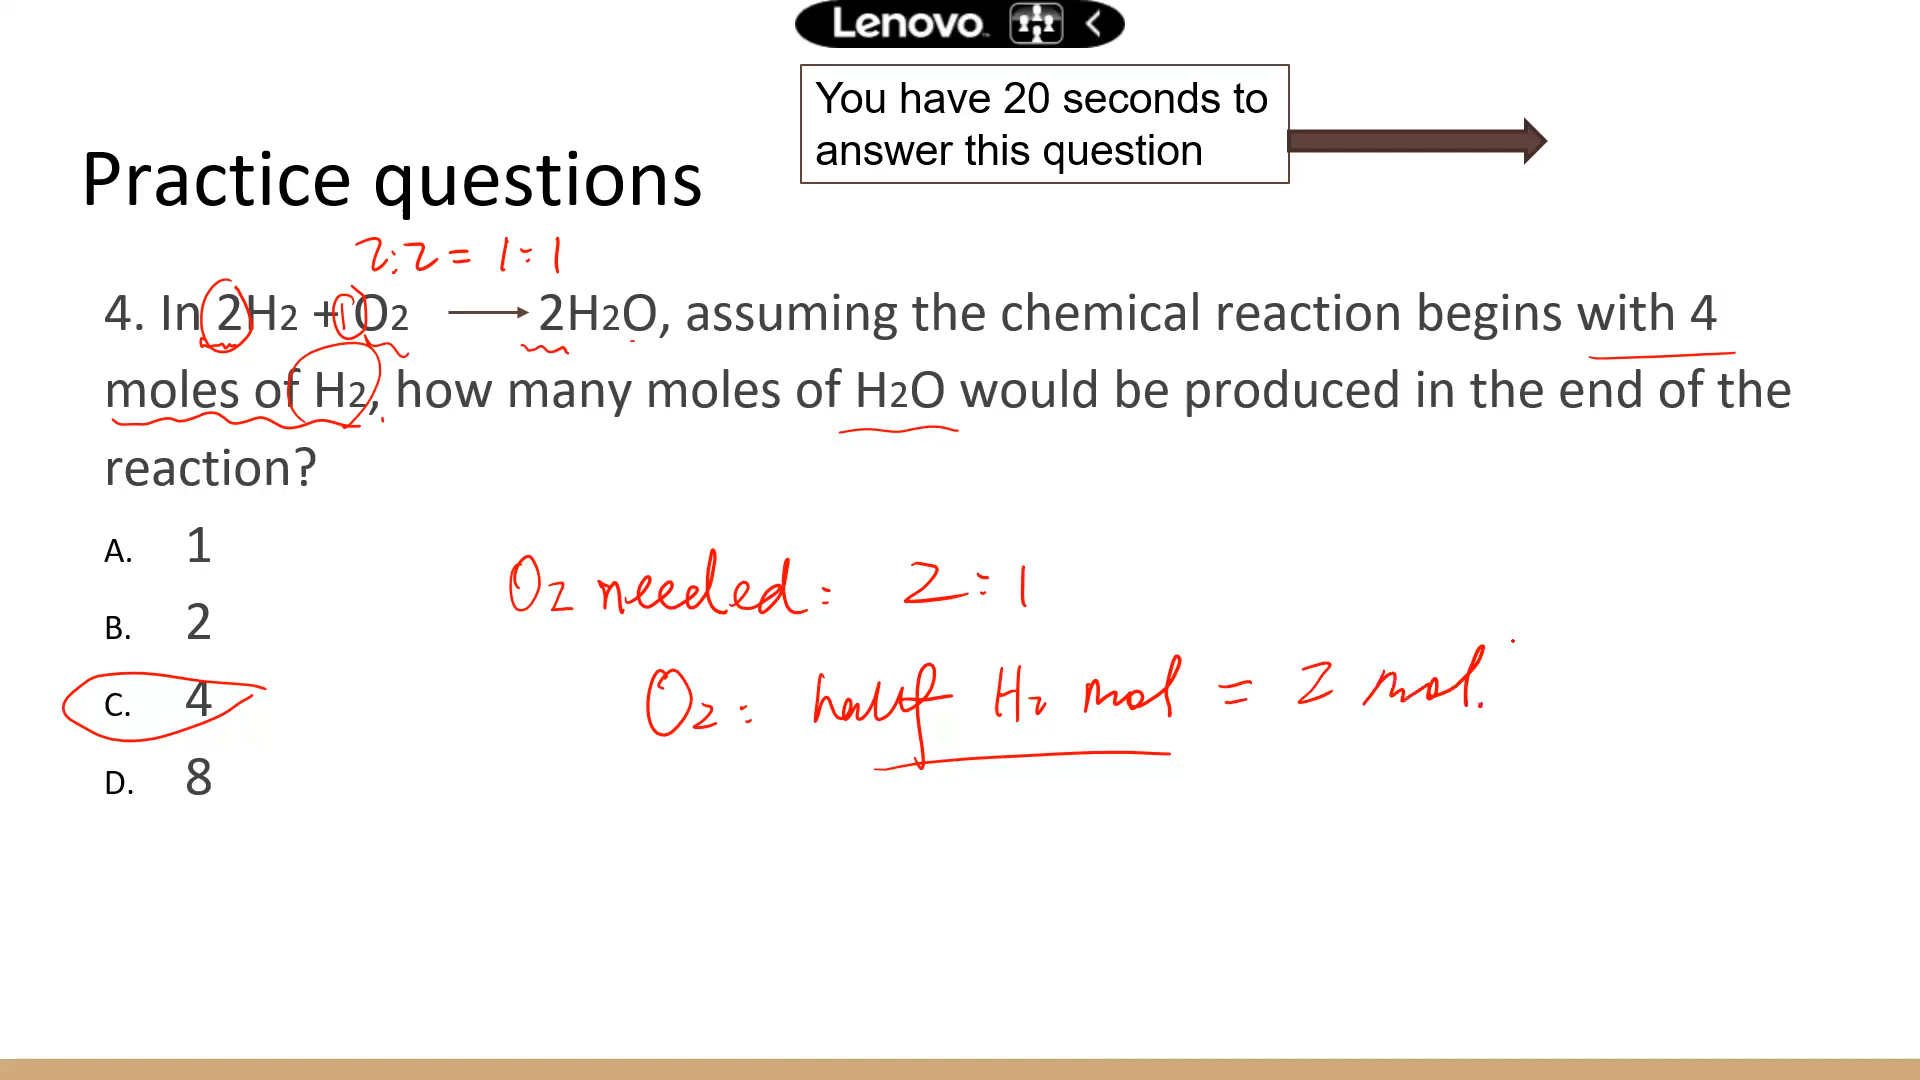 Lenovo
You have 20 seconds to
answer this question
Practice questions
2:2 = 1:1
4. In 2H2 + 1O2 → 2H2O, assuming the chemical reaction begins with 4
moles of H2, how many moles of H2O would be produced in the end of the
reaction?
A. 1
B. 2
C. 4
D. 8
O2 needed: 2:1
O2: half H2 mol = 2 mol.